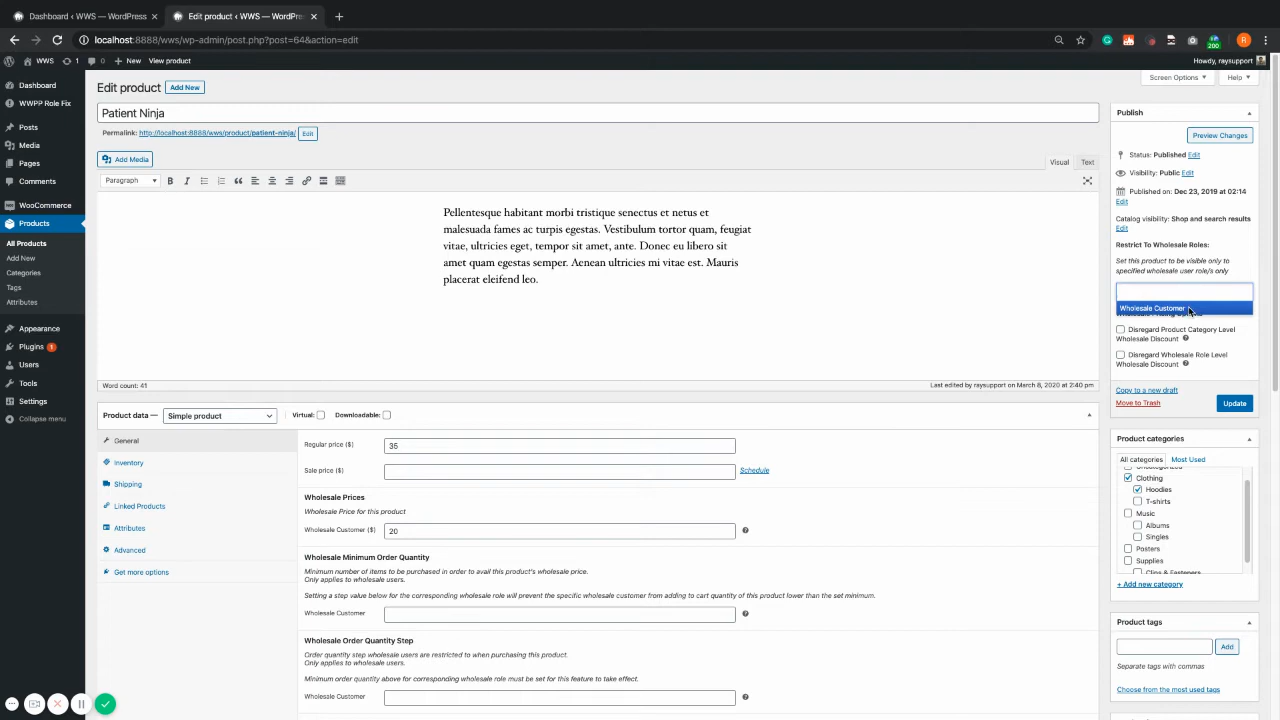 Dashboard ‹ WWS — WordPress
Edit product ‹ WWS — WordPre
localhost:8888/wws/wp-admin/post.php?post=64&action=edit
200
R
WWS
1
0
New
View product
Howdy, raysupport
Dashboard
WWPP Role Fix
Posts
Media
Pages
Comments
WooCommerce
Products
All Products
Add New
Categories
Tags
Attributes
Appearance
Plugins 1
Users
Tools
Settings
Collapse menu
Screen Options
Help
Edit product
Add New
Patient Ninja
Permalink: http://localhost:8888/wws/product/patient-ninja/
Edit
Add Media
Visual
Text
Paragraph
Pellentesque habitant morbi tristique senectus et netus et
malesuada fames ac turpis egestas. Vestibulum tortor quam, feugiat
vitae, ultricies eget, tempor sit amet, ante. Donec eu libero sit
amet quam egestas semper. Aenean ultricies mi vitae est. Mauris
placerat eleifend leo.
Word count: 41
Last edited by raysupport on March 8, 2020 at 2:40 pm
Product data —
Simple product
Virtual:
Downloadable:
General
Inventory
Shipping
Linked Products
Attributes
Advanced
Get more options
Regular price ($)
35
Sale price ($)
Schedule
Wholesale Prices
Wholesale Price for this product
Wholesale Customer ($)
20
Wholesale Minimum Order Quantity
Minimum number of items to be purchased in order to avail this product's wholesale price.
Only applies to wholesale users.
Setting a step value below for the corresponding wholesale role will prevent the specific wholesale customer from adding to cart quantity of this product lower than the set minimum.
Wholesale Customer
Wholesale Order Quantity Step
Order quantity step wholesale users are restricted to when purchasing this product.
Only applies to wholesale users.
Minimum order quantity above for corresponding wholesale role must be set for this feature to take effect.
Wholesale Customer
Publish
Preview Changes
Status: Published Edit
Visibility: Public Edit
Published on: Dec 23, 2019 at 02:14
Edit
Catalog visibility: Shop and search results
Edit
Restrict To Wholesale Roles:
Set this product to be visible only to
specified wholesale user role/s only
Wholesale Customer
Disregard Product Category Level
Wholesale Discount
Disregard Wholesale Role Level
Wholesale Discount
Copy to a new draft
Move to Trash
Update
Product categories
All categories
Most Used
Clothing
Hoodies
T-shirts
Music
Albums
Singles
Posters
Supplies
Clips & Fasteners
+ Add new category
Product tags
Add
Separate tags with commas
Choose from the most used tags